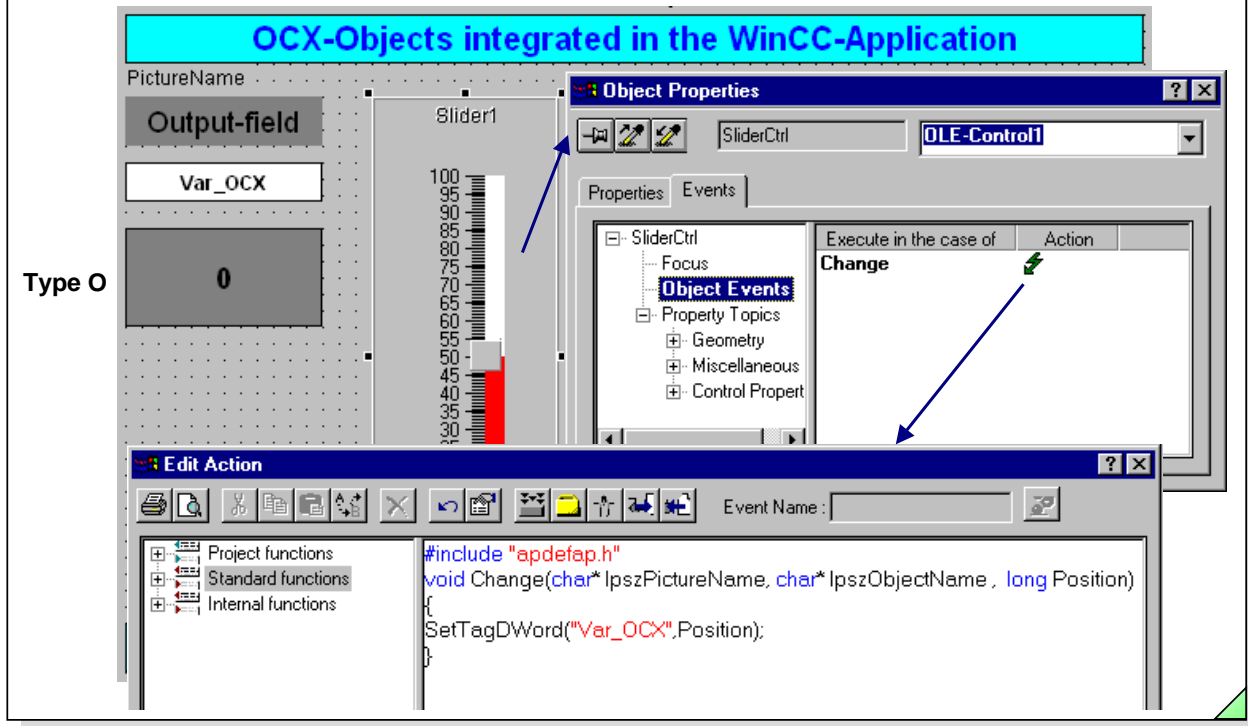 OCX-Objects integrated in the WinCC-Application
PictureName
Output-field
Var_OCX
Type O
0
Slider1
100
95
90
85
80
75
70
65
60
55
50
45
40
35
30
Object Properties
SliderCtrl
OLE-Control1
Properties
Events
SliderCtrl
Focus
Object Events
Property Topics
Geometry
Miscellaneous
Control Propert
Execute in the case of
Action
Change
Edit Action
Event Name :
Project functions
Standard functions
Internal functions
#include "apdefap.h"
void Change(char* lpszPictureName, char* lpszObjectName , long Position)
{
SetTagDWord("Var_OCX",Position);
}